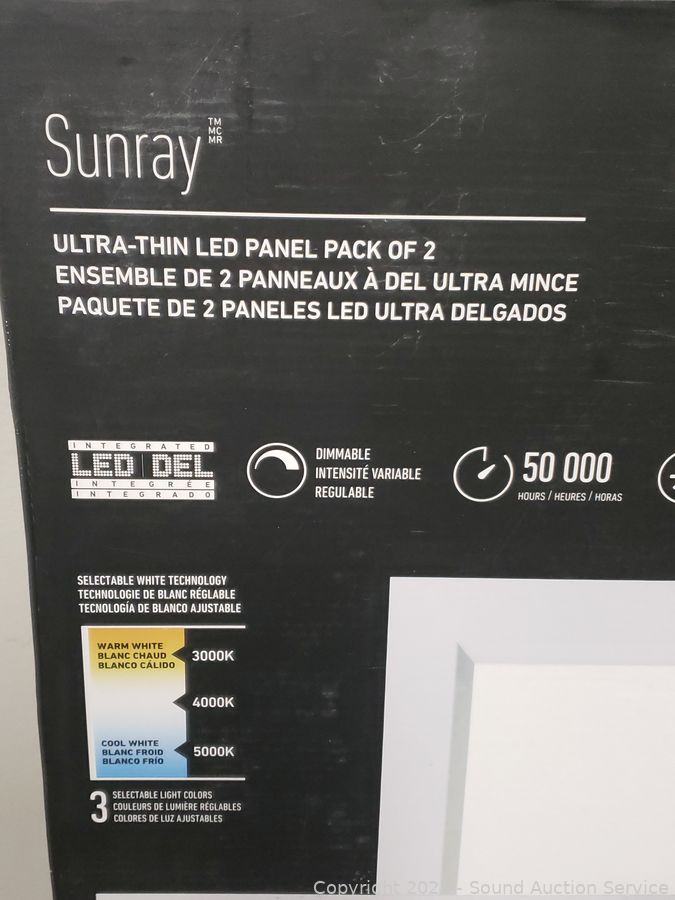 Sunray TM MC MR
ULTRA-THIN LED PANEL PACK OF 2
ENSEMBLE DE 2 PANNEAUX À DEL ULTRA MINCE
PAQUETE DE 2 PANELES LED ULTRA DELGADOS
INTEGRATED
LED | DEL
INTEGRÉE
INTEGRADO
DIMMABLE
INTENSITÉ VARIABLE
REGULABLE
50 000
HOURS / HEURES / HORAS
SELECTABLE WHITE TECHNOLOGY
TECHNOLOGIE DE BLANC RÉGLABLE
TECNOLOGÍA DE BLANCO AJUSTABLE
WARM WHITE
BLANC CHAUD
BLANCO CÁLIDO
3000K
4000K
COOL WHITE
BLANC FROID
BLANCO FRÍO
5000K
3 SELECTABLE LIGHT COLORS
COULEURS DE LUMIÈRE RÉGLABLES
COLORES DE LUZ AJUSTABLES
Copyright - Sound Auction Service